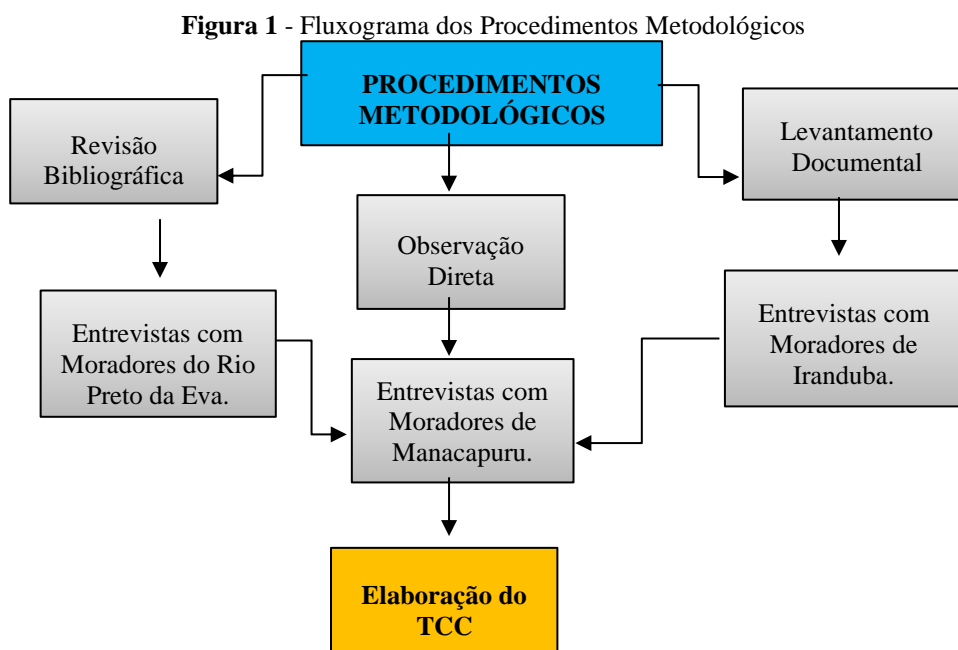 Figura 1 - Fluxograma dos Procedimentos Metodológicos
PROCEDIMENTOS
METODOLÓGICOS
Revisão
Bibliográfica
Levantamento
Documental
Observação
Direta
Entrevistas com
Moradores do Rio
Preto da Eva.
Entrevistas com
Moradores de
Manacapuru.
Entrevistas com
Moradores de
Iranduba.
Elaboração do
TCC